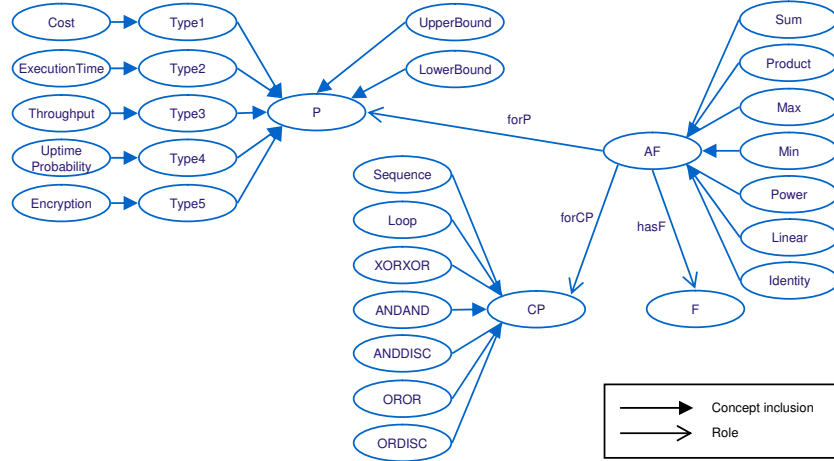 Cost
Type1
UpperBound
Sum
ExecutionTime
Type2
LowerBound
Product
Throughput
Type3
P
forP
Max
Uptime
Probability
Type4
AF
Min
Sequence
Encryption
Type5
Power
Loop
forCP
hasF
Linear
XORXOR
Identity
ANDAND
CP
F
ANDDISC
OROR
Concept inclusion
ORDISC
Role